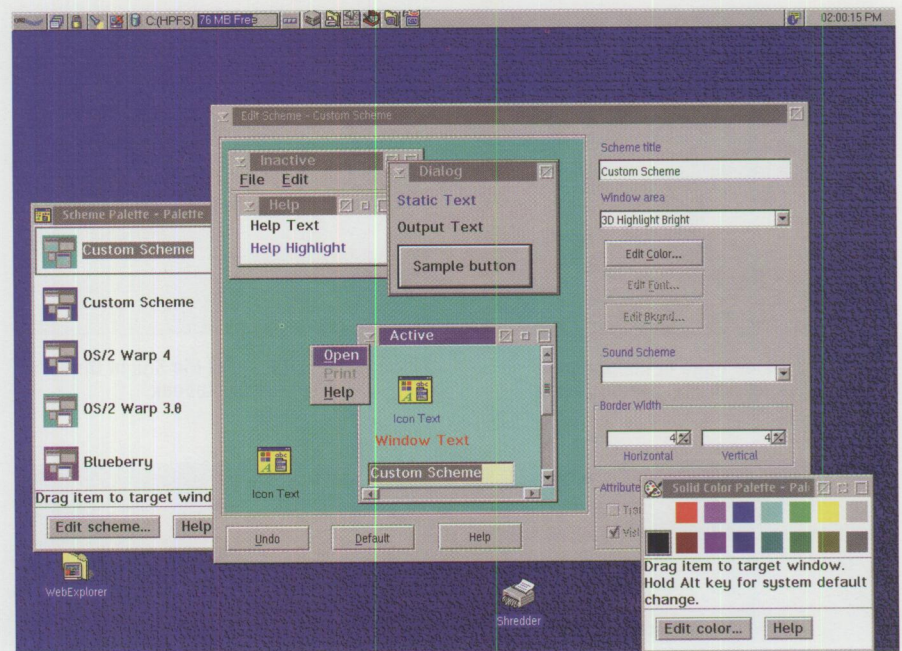 C:(HPFS) 76 MB Free
02:00:15 PM
Edit Scheme - Custom Scheme
Inactive
File Edit
Help
Help Text
Help Highlight
Dialog
Static Text
Output Text
Sample button
Scheme title
Custom Scheme
Window area
3D Highlight Bright
Edit Color...
Edit Font...
Edit Bkgnd...
Sound Scheme
Border Width
4
4
Horizontal
Vertical
Scheme Palette - Palette
Custom Scheme
Custom Scheme
OS/2 Warp 4
OS/2 Warp 3.0
Blueberry
Drag item to target wind
Edit scheme...
Help
Open
Print
Help
Active
Icon Text
Window Text
Custom Scheme
Icon Text
Undo
Default
Help
Attribute
Visi
Solid Color Palette - Pal
Drag item to target window.
Hold Alt key for system default
change.
Edit color...
Help
WebExplorer
Shredder